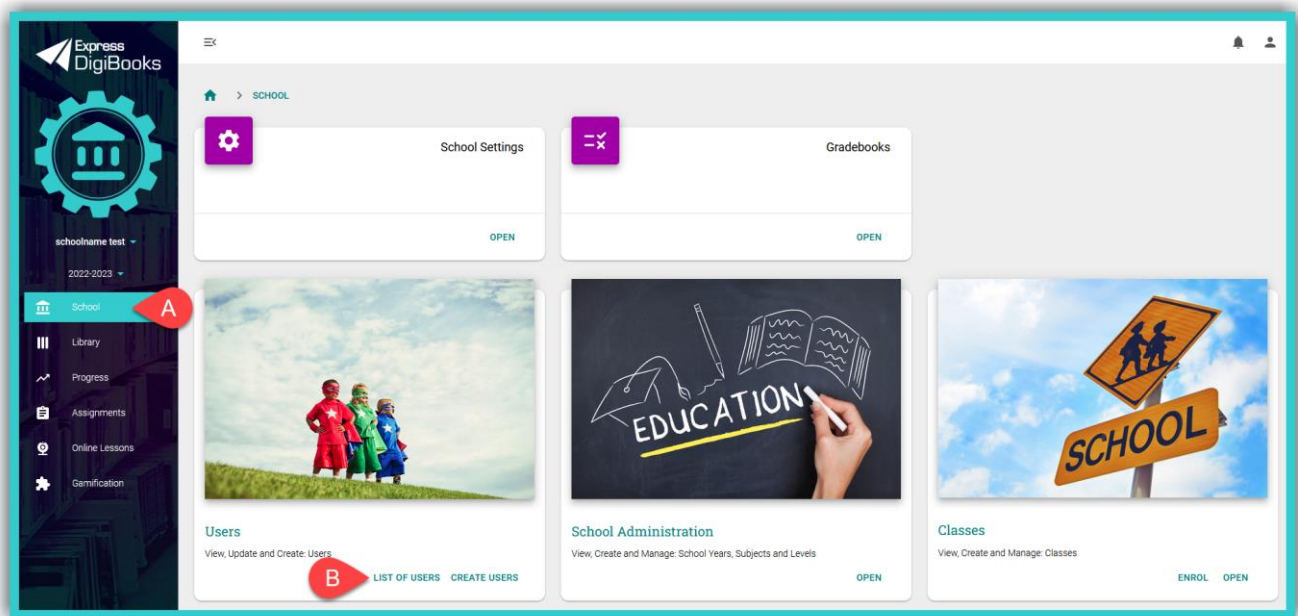 Express
DigiBooks
SCHOOL
School Settings
Gradebooks
OPEN
OPEN
schoolname test
2022-2023
School
A
Library
Progress
Assignments
Online Lessons
Gamification
EDUCATION
SCHOOL
Users
School Administration
Classes
View, Update and Create: Users
View, Create and Manage: School Years, Subjects and Levels
View, Create and Manage: Classes
B
LIST OF USERS
CREATE USERS
OPEN
ENROL
OPEN